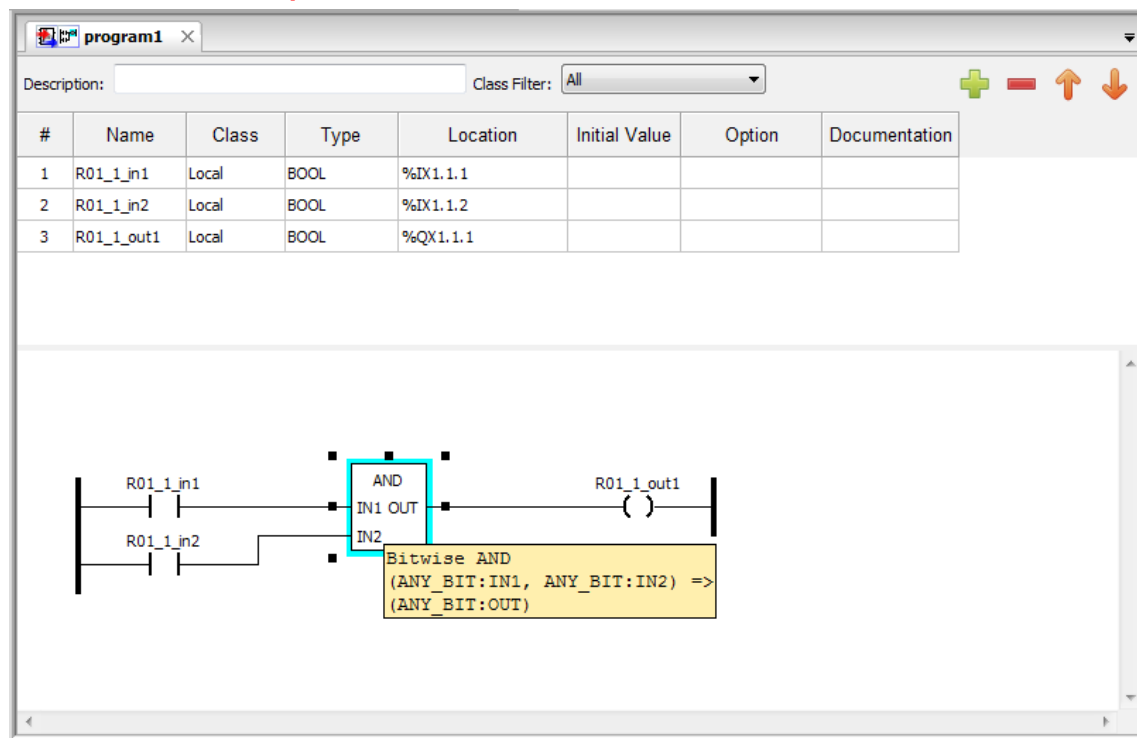 program1
Description:
Class Filter: All
# Name Class Type Location Initial Value Option Documentation
1 R01_1_in1 Local BOOL %IX1.1.1
2 R01_1_in2 Local BOOL %IX1.1.2
3 R01_1_out1 Local BOOL %QX1.1.1
R01_1_in1
AND
R01_1_out1
IN1 OUT
R01_1_in2
IN2
Bitwise AND
(ANY_BIT:IN1, ANY_BIT:IN2) =>
(ANY_BIT:OUT)